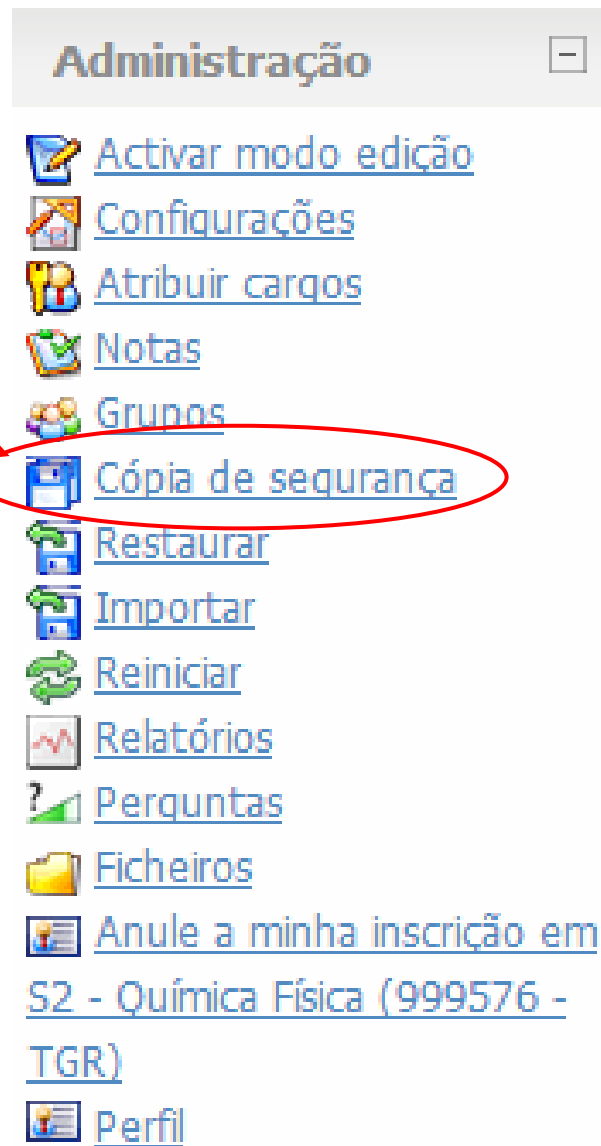 Administração
Activar modo edição
Configurações
Atribuir cargos
Notas
Grupos
Cópia de segurança
Restaurar
Importar
Reiniciar
Relatórios
Perguntas
Ficheiros
Anule a minha inscrição em
S2 - Química Física (999576 -
TGR)
Perfil